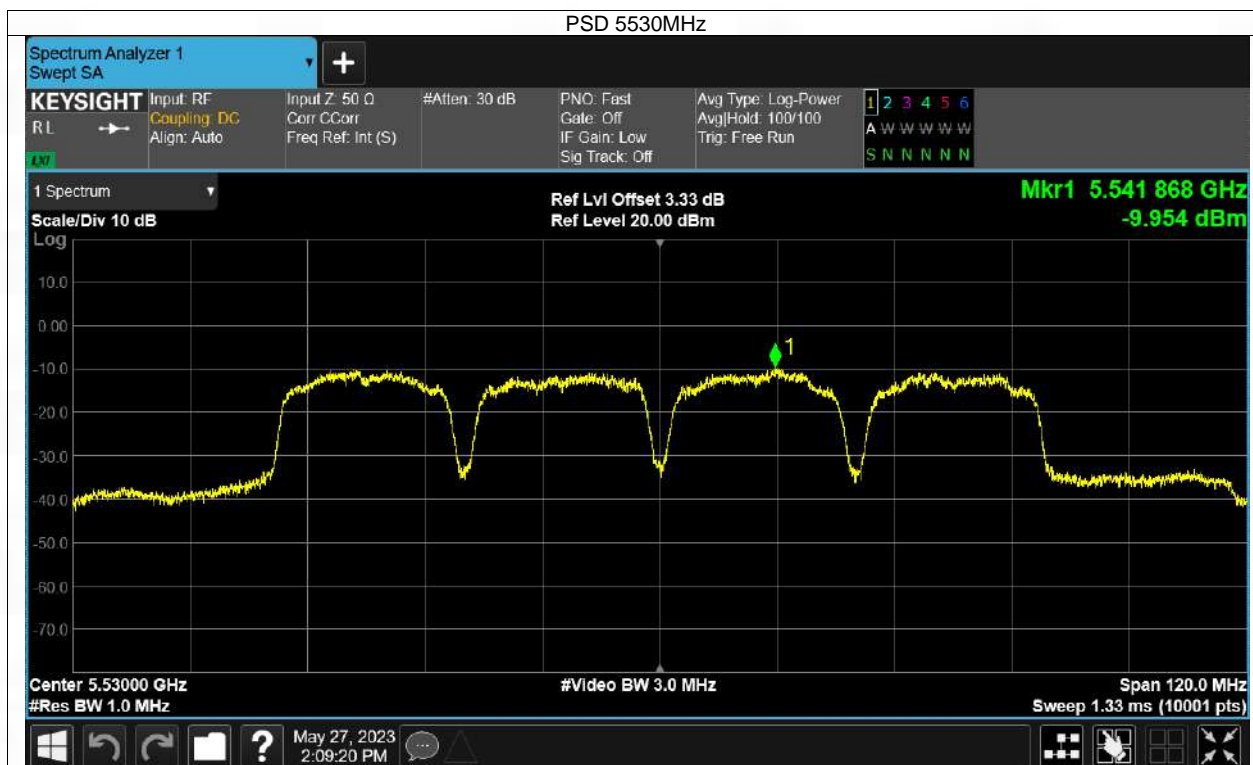 PSD 5530MHz
Spectrum Analyzer 1
Swept SA
+
KEYSIGHT
RL
LXI
Input: RF
Coupling: DC
Align: Auto
Input Z: 50 Ω
Corr CCorr
Freq Ref: Int (S)
#Atten: 30 dB
PNO: Fast
Gate: Off
IF Gain: Low
Sig Track: Off
Avg Type: Log-Power
Avg|Hold: 100/100
Trig: Free Run
1 2 3 4 5 6
A W W W W W
S N N N N N
1 Spectrum
Scale/Div 10 dB
Log
Ref Lvl Offset 3.33 dB
Ref Level 20.00 dBm
Mkr1 5.541 868 GHz
-9.954 dBm
10.0
0.00
-10.0
-20.0
-30.0
-40.0
-50.0
-60.0
-70.0
1
Center 5.53000 GHz
#Res BW 1.0 MHz
#Video BW 3.0 MHz
Span 120.0 MHz
Sweep 1.33 ms (10001 pts)
?
May 27, 2023
2:09:20 PM